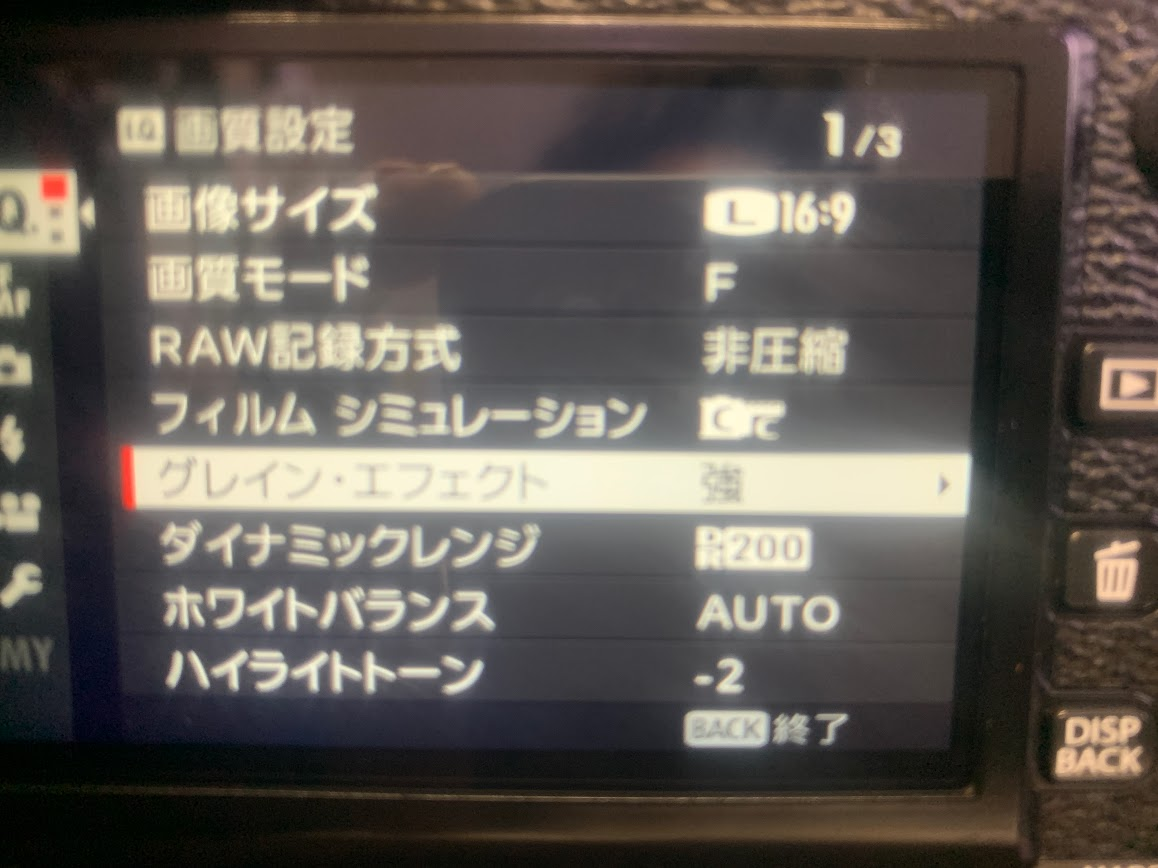 I.Q. 画質設定 1/3
画像サイズ L 16:9
画質モード F
RAW記録方式 非圧縮
フィルム シミュレーション C
グレイン・エフェクト 強
ダイナミックレンジ DR200
ホワイトバランス AUTO
ハイライトトーン -2
BACK 終了
Q.
AF
MY
DISP
BACK